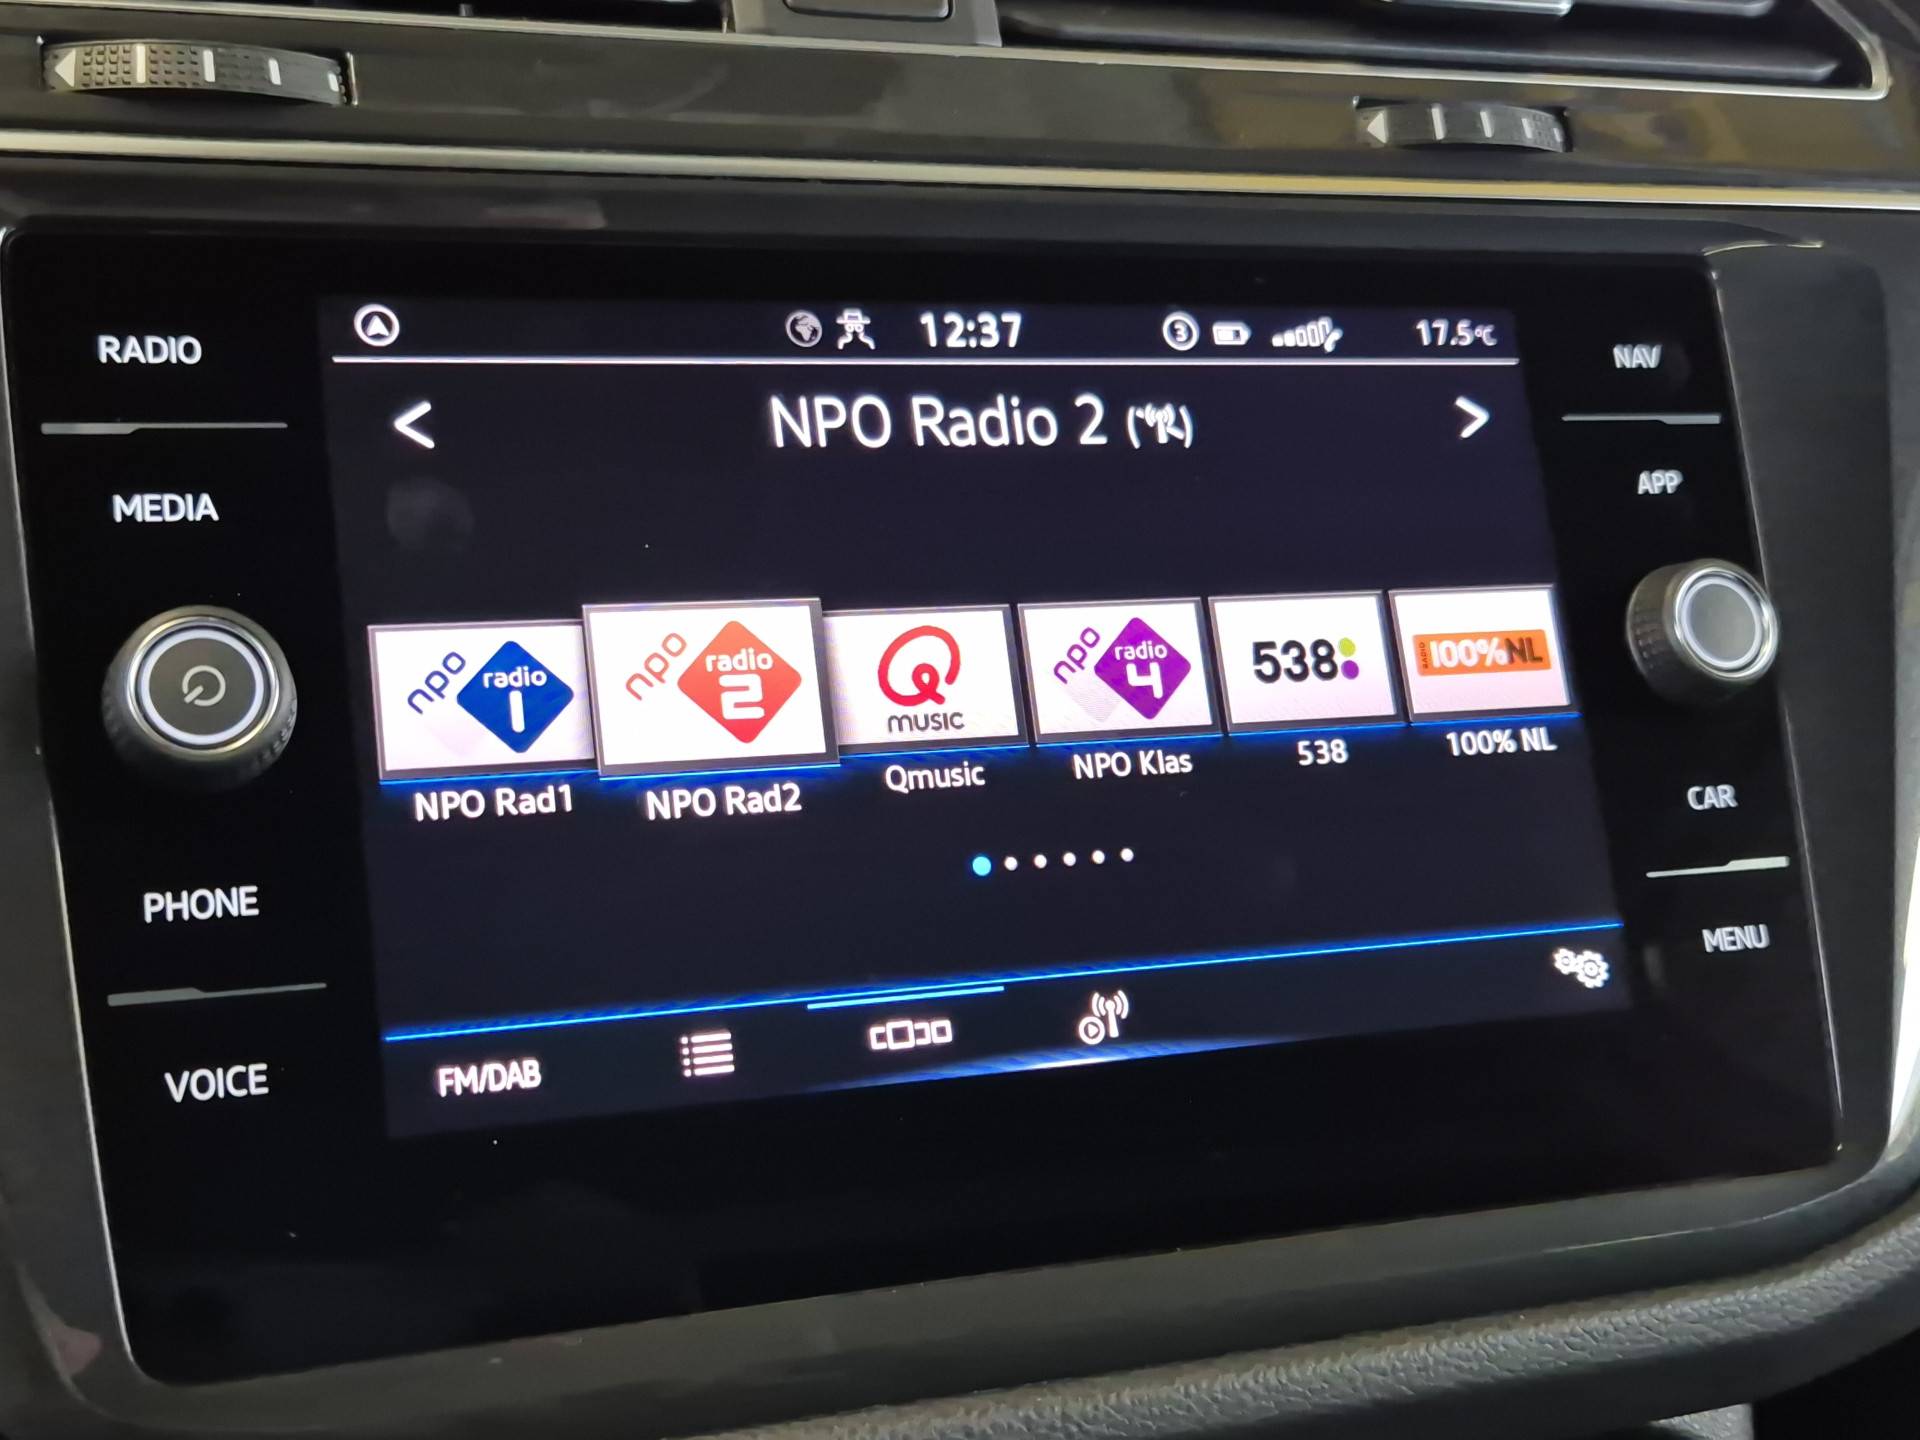 12:37
3
17.5°C
RADIO
NAV
< NPO Radio 2 >
APP
MEDIA
npo radio 1
npo radio 2
Q MUSIC
npo radio 4
538
RADIO 100%NL
NPO Rad1
NPO Rad2
Qmusic
NPO Klas
538
100% NL
CAR
PHONE
MENU
FM/DAB
VOICE